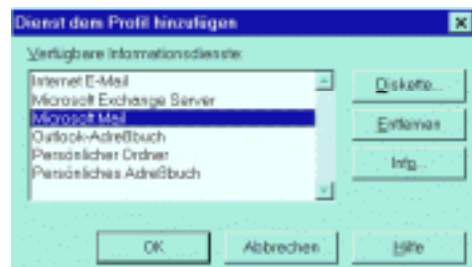 Dienst dem Profil hinzufügen
Verfügbare Informationsdienste:
Internet E-Mail
Microsoft Exchange Server
Microsoft Mail
Outlook-Adreßbuch
Persönlicher Ordner
Persönliches Adreßbuch
Diskette...
Entfernen
Info...
OK
Abbrechen
Hilfe